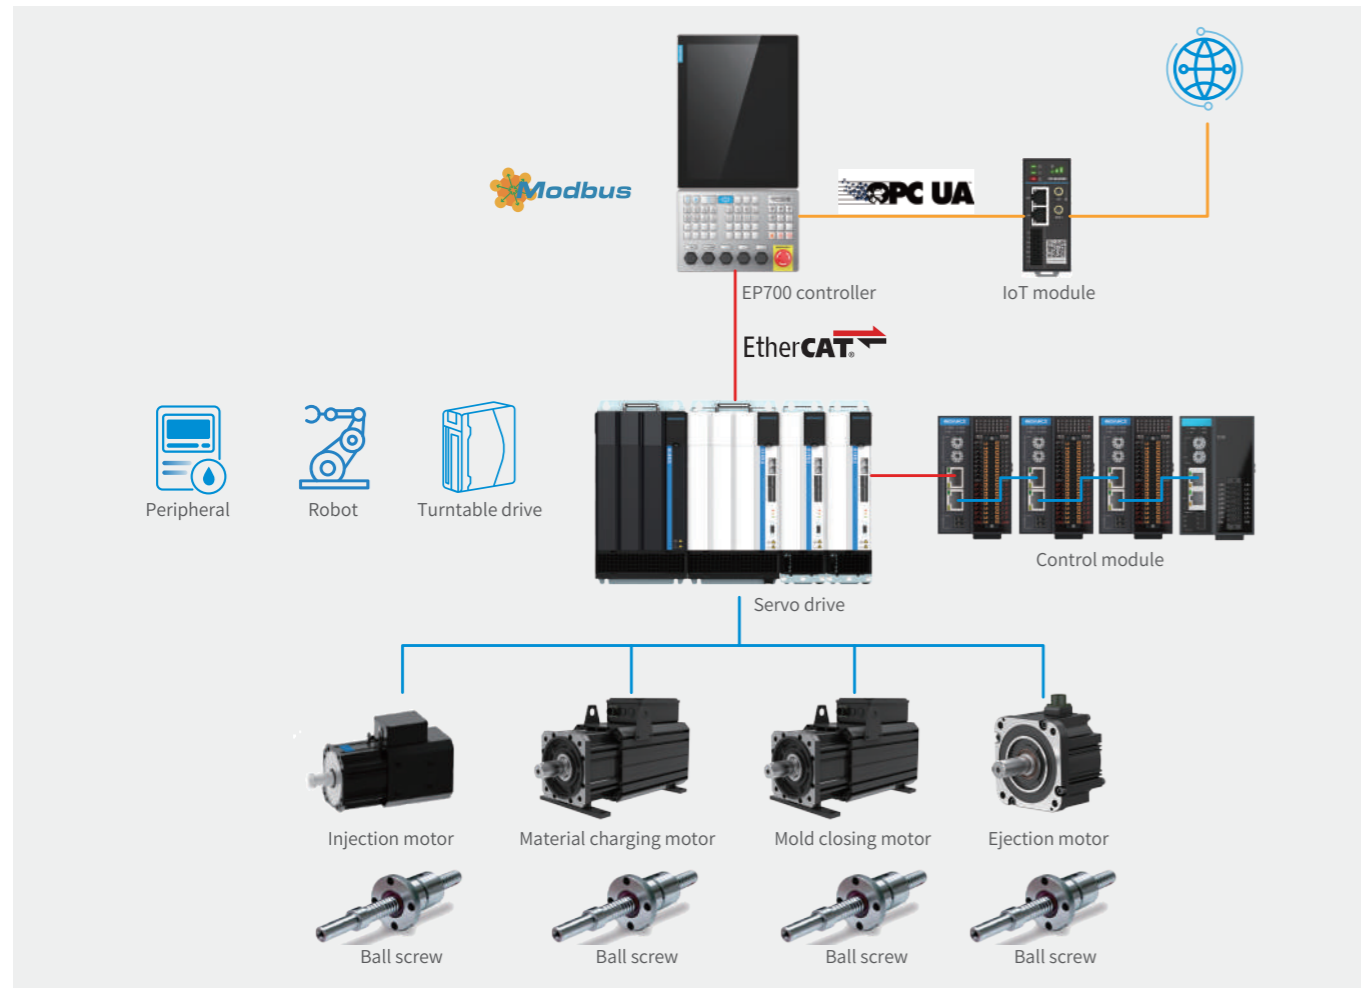 Modbus
OPC UA
EP700 controller
IoT module
EtherCAT®
Peripheral
Robot
Turntable drive
Control module
Servo drive
Injection motor
Material charging motor
Mold closing motor
Ejection motor
Ball screw
Ball screw
Ball screw
Ball screw